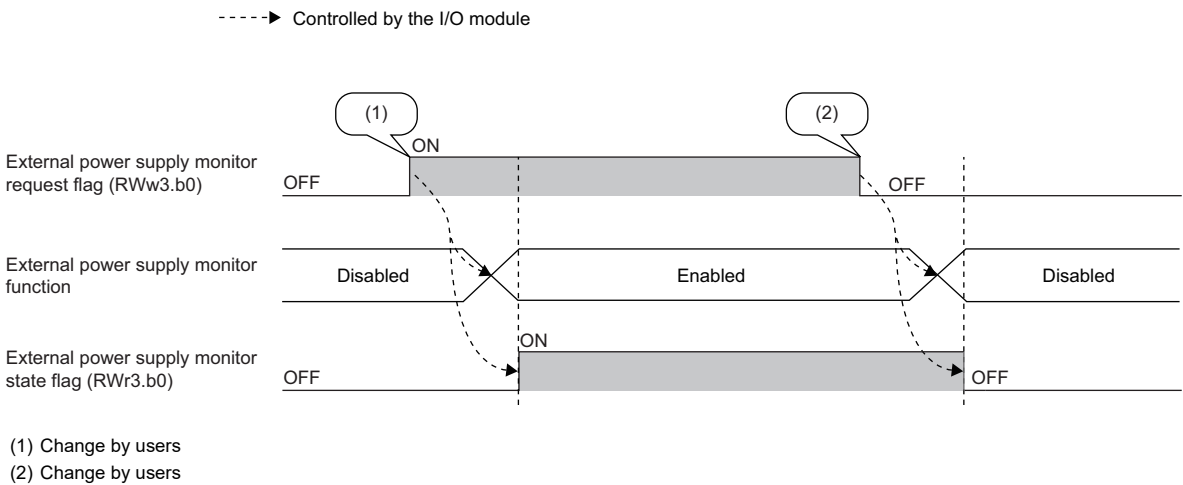 Controlled by the I/O module
(1)
(2)
ON
External power supply monitor
request flag (RWw3.b0)
OFF
OFF
External power supply monitor
function
Disabled
Enabled
Disabled
ON
External power supply monitor
state flag (RWr3.b0)
OFF
OFF
(1) Change by users
(2) Change by users